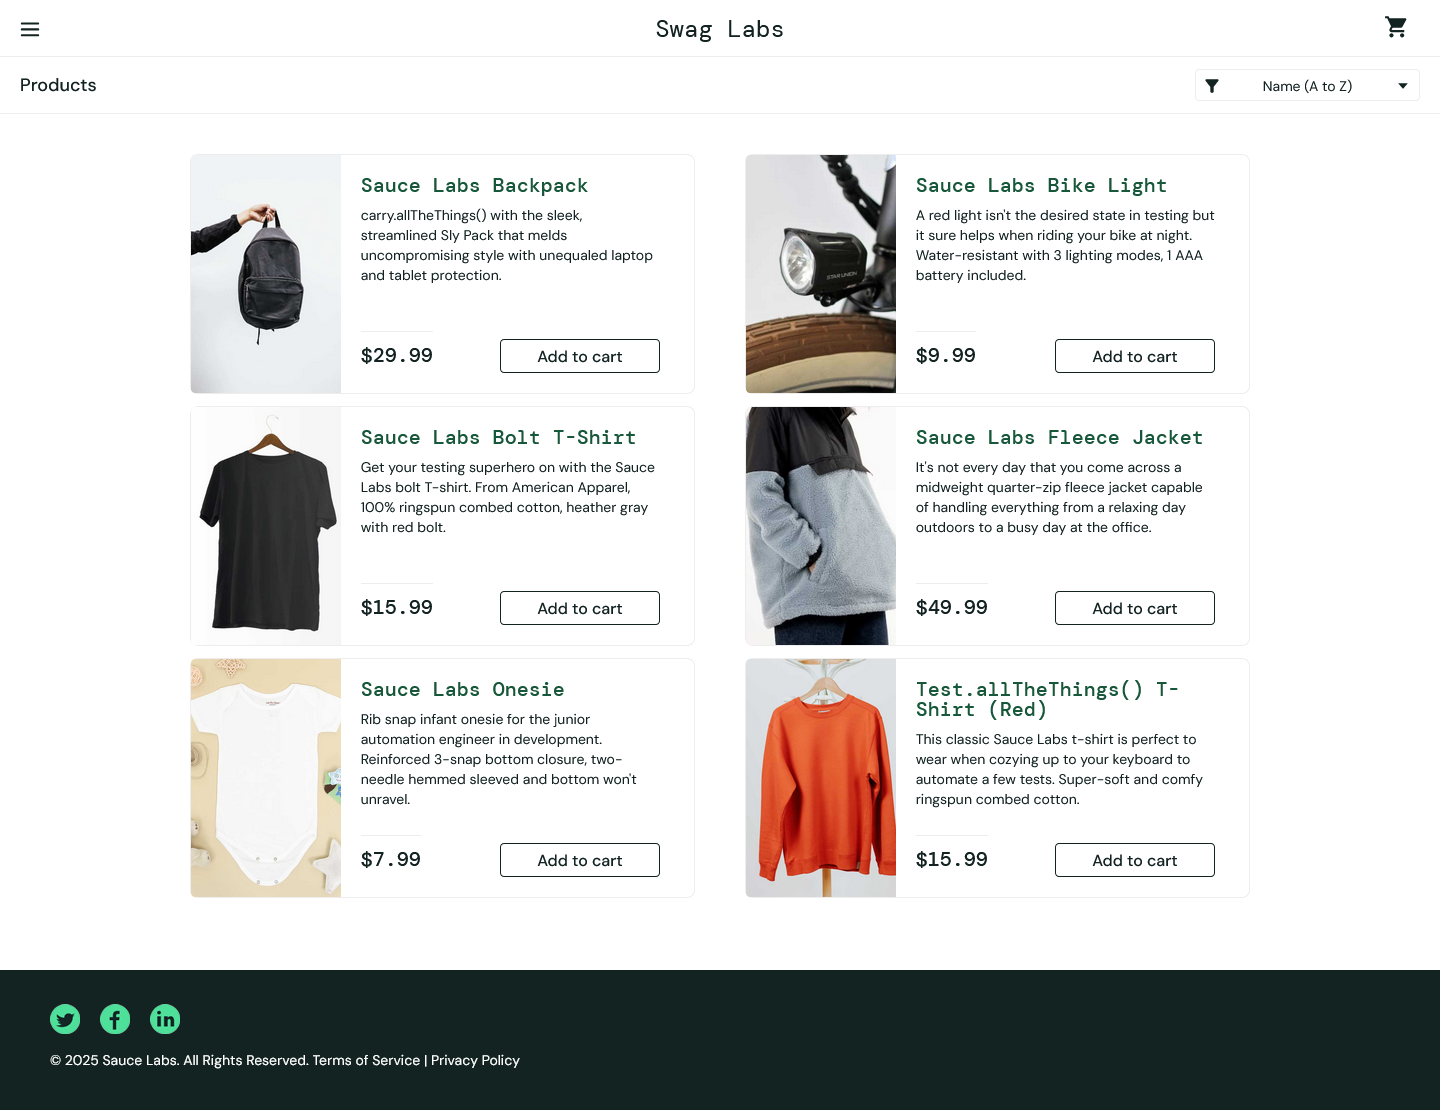 Swag Labs
Products
Name (A to Z)
Sauce Labs Backpack
carry.allTheThings() with the sleek,
streamlined Sly Pack that melds
uncompromising style with unequaled laptop
and tablet protection.
$29.99
Add to cart
Sauce Labs Bike Light
A red light isn't the desired state in testing but
it sure helps when riding your bike at night.
Water-resistant with 3 lighting modes, 1 AAA
battery included.
STAR UNION
$9.99
Add to cart
Sauce Labs Bolt T-Shirt
Get your testing superhero on with the Sauce
Labs bolt T-shirt. From American Apparel,
100% ringspun combed cotton, heather gray
with red bolt.
$15.99
Add to cart
Sauce Labs Fleece Jacket
It's not every day that you come across a
midweight quarter-zip fleece jacket capable
of handling everything from a relaxing day
outdoors to a busy day at the office.
$49.99
Add to cart
Sauce Labs Onesie
Rib snap infant onesie for the junior
automation engineer in development.
Reinforced 3-snap bottom closure, two-
needle hemmed sleeved and bottom won't
unravel.
$7.99
Add to cart
Test.allTheThings() T-
Shirt (Red)
This classic Sauce Labs t-shirt is perfect to
wear when cozying up to your keyboard to
automate a few tests. Super-soft and comfy
ringspun combed cotton.
$15.99
Add to cart
© 2025 Sauce Labs. All Rights Reserved. Terms of Service | Privacy Policy